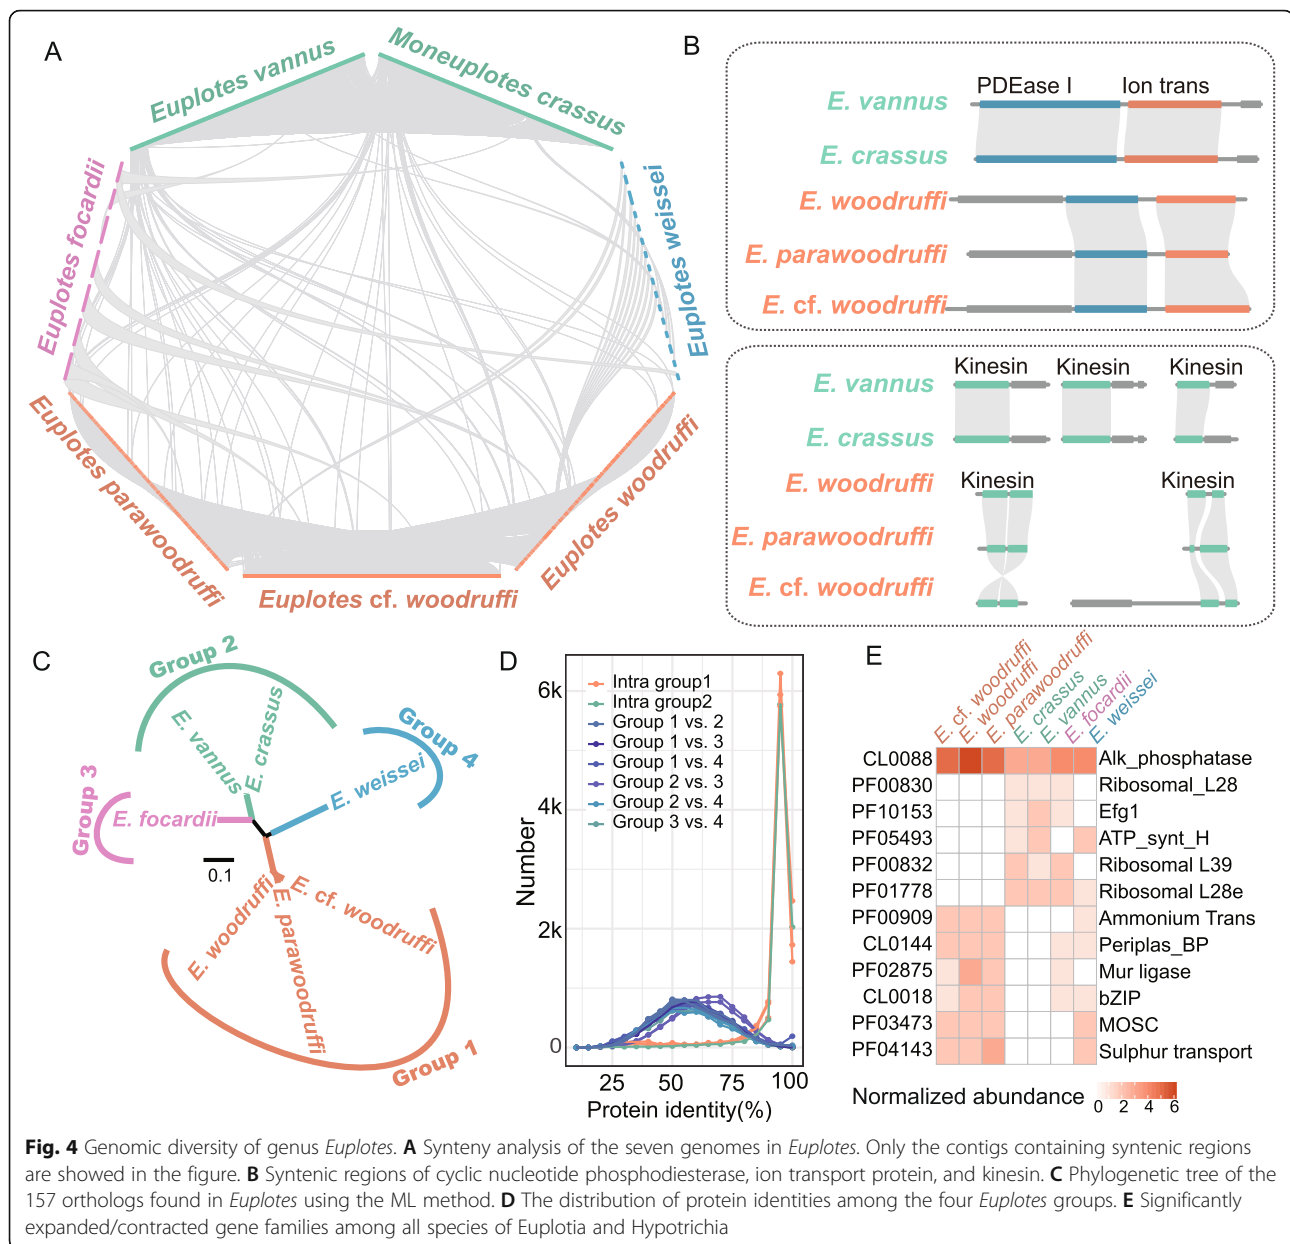 A
Euplotes vannus
Moneuplotes crassus
Euplotes focardii
Euplotes weissei
Euplotes parawoodruffi
Euplotes woodruffi
Euplotes cf. woodruffi
B
PDEase I Ion trans
E. vannus
E. crassus
E. woodruffi
E. parawoodruffi
E. cf. woodruffi
Kinesin Kinesin Kinesin
E. vannus
E. crassus
E. woodruffi
Kinesin Kinesin
E. parawoodruffi
E. cf. woodruffi
C
Group 2
E. vannus
E. crassus
Group 4
E. weissei
Group 3
E. focardii
0.1
E. woodruffi
E. parawoodruffi
E. cf. woodruffi
Group 1
D
Number
6k
4k
2k
0
Intra group1
Intra group2
Group 1 vs. 2
Group 1 vs. 3
Group 1 vs. 4
Group 2 vs. 3
Group 2 vs. 4
Group 3 vs. 4
25 50 75 100
Protein identity(%)
E
E. cf. woodruffi
E. woodruffi
E. parawoodruffi
E. crassus
E. vannus
E. focardii
E. weissei
CL0088 Alk_phosphatase
PF00830 Ribosomal_L28
PF10153 Efg1
PF05493 ATP_synt_H
PF00832 Ribosomal L39
PF01778 Ribosomal L28e
PF00909 Ammonium Trans
CL0144 Periplas_BP
PF02875 Mur ligase
CL0018 bZIP
PF03473 MOSC
PF04143 Sulphur transport
Normalized abundance
0 2 4 6
Fig. 4 Genomic diversity of genus Euplotes. A Synteny analysis of the seven genomes in Euplotes. Only the contigs containing syntenic regions
are showed in the figure. B Syntenic regions of cyclic nucleotide phosphodiesterase, ion transport protein, and kinesin. C Phylogenetic tree of the
157 orthologs found in Euplotes using the ML method. D The distribution of protein identities among the four Euplotes groups. E Significantly
expanded/contracted gene families among all species of Euplotia and Hypotrichia